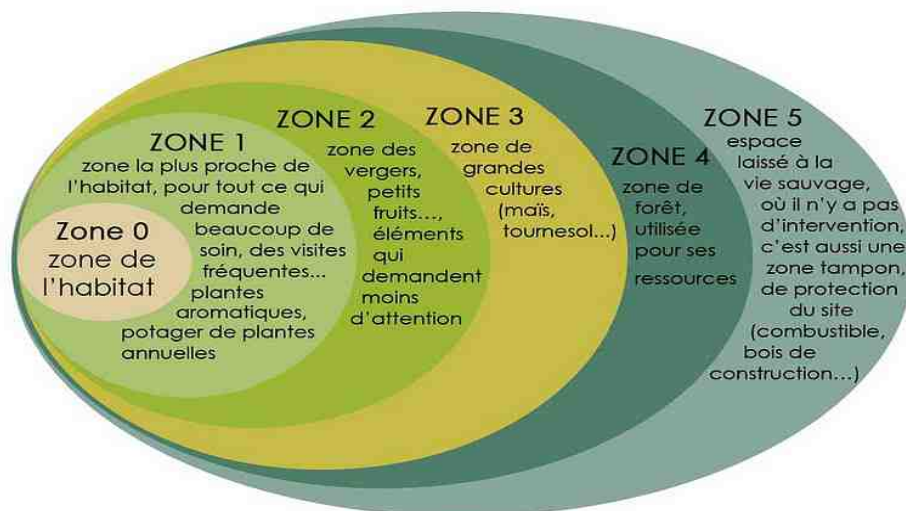 Zone 0
zone de
l'habitat
ZONE 1
zone la plus proche de
l'habitat, pour tout ce qui
demande
beaucoup de
soin, des visites
fréquentes...
plantes
aromatiques,
potager de plantes
annuelles
ZONE 2
zone des
vergers,
petits
fruits...,
éléments
qui
demandent
moins
d'attention
ZONE 3
zone de
grandes
cultures
(maïs,
tournesol...)
ZONE 4
zone de
forêt,
utilisée
pour ses
ressources
ZONE 5
espace
laissé à la
vie sauvage,
où il n'y a pas
d'intervention,
c'est aussi une
zone tampon,
de protection
du site
(combustible,
bois de
construction...)